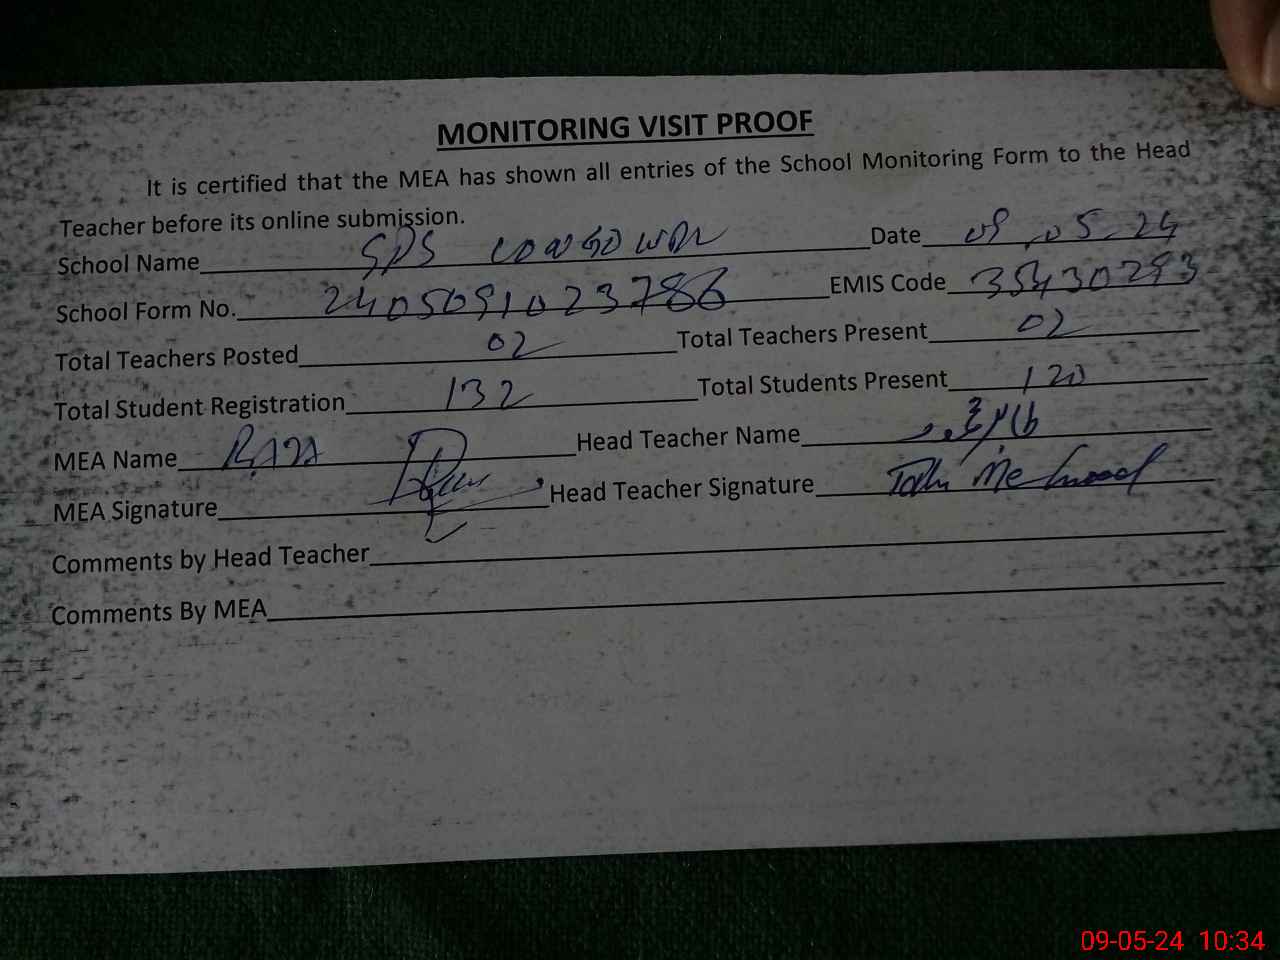 MONITORING VISIT PROOF
It is certified that the MEA has shown all entries of the School Monitoring Form to the Head
Teacher before its online submission.
School Name GPS Date 09.05.24
School Form No. 2405091023786 EMIS Code 35430293
Total Teachers Posted 02 Total Teachers Present 02
Total Student Registration 132 Total Students Present 120
MEA Name RAZA Head Teacher Name
MEA Signature Head Teacher Signature Mehmood
Comments by Head Teacher
Comments By MEA
09-05-24 10:34